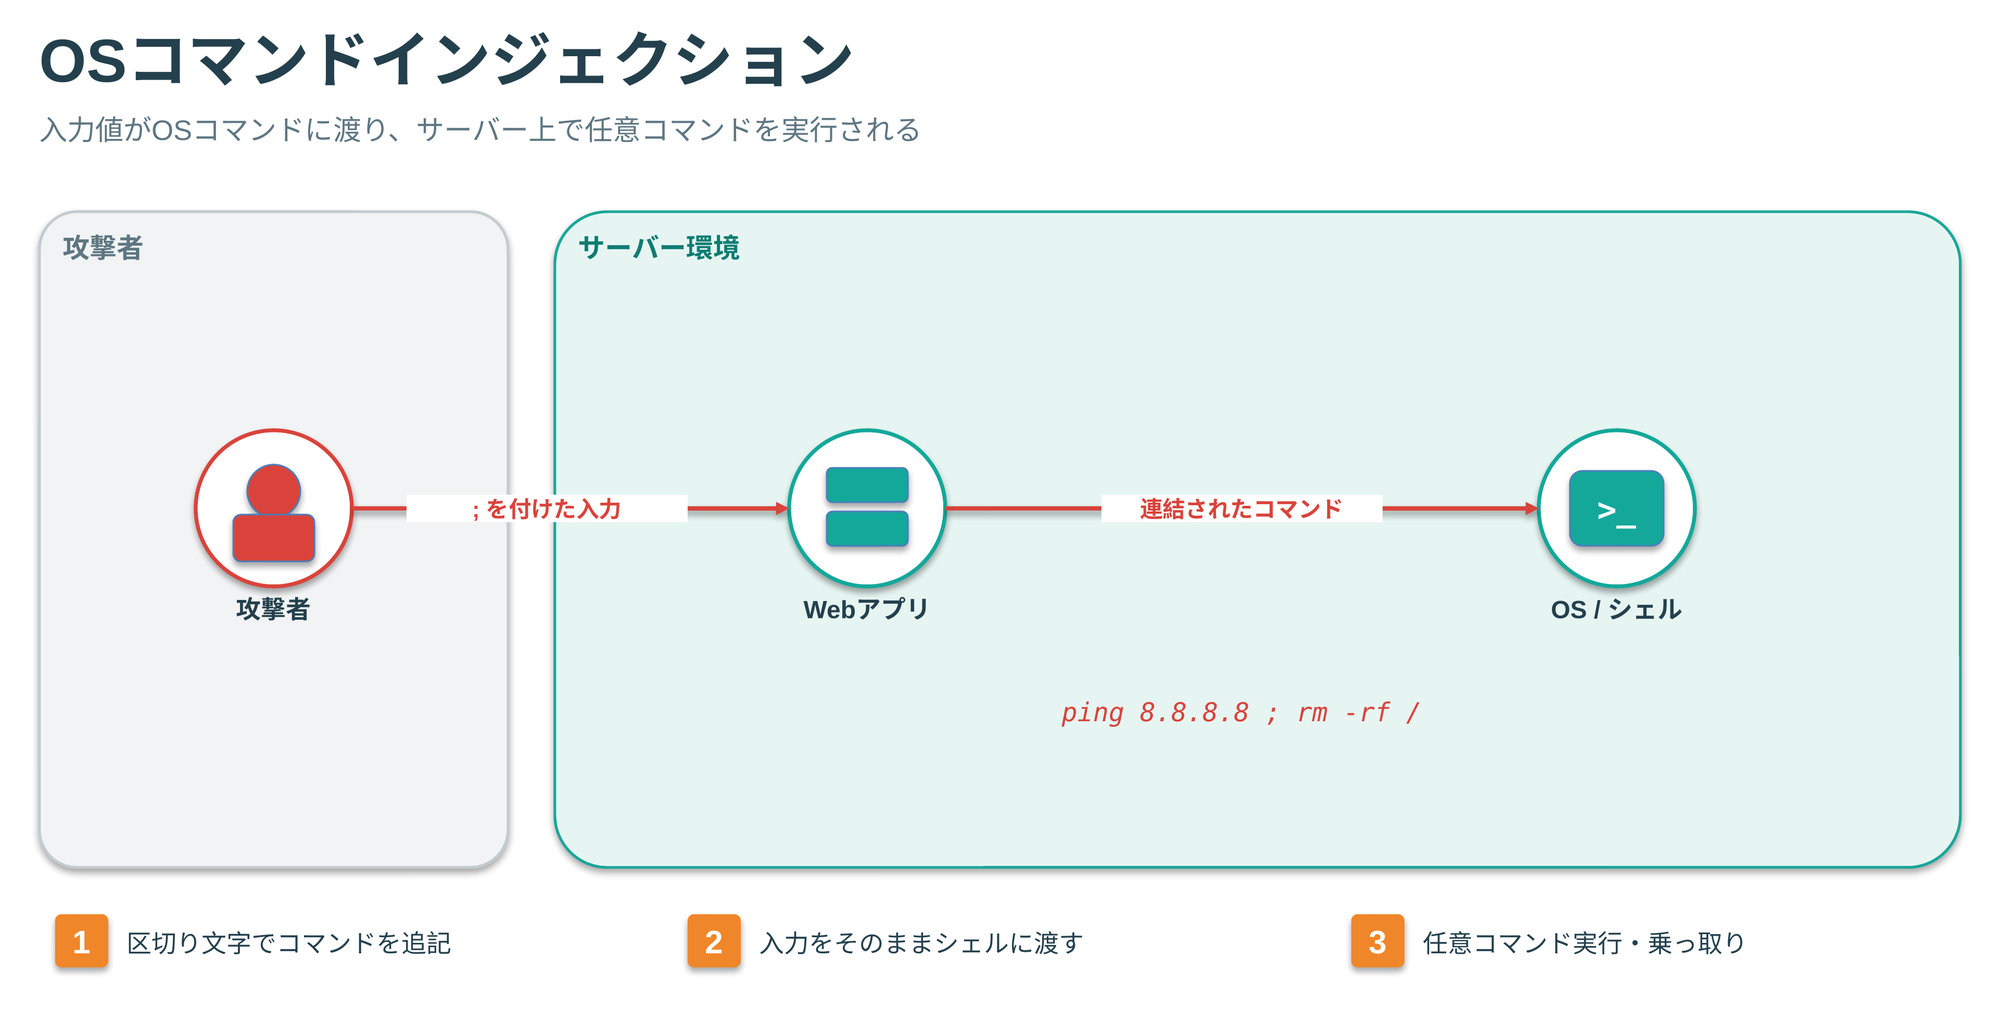 OSコマンドインジェクション
入力値がOSコマンドに渡り、サーバー上で任意コマンドを実行される
攻撃者
サーバー環境
; を付けた入力
連結されたコマンド
>_
攻撃者
Webアプリ
OS / シェル
ping 8.8.8.8 ; rm -rf /
1 区切り文字でコマンドを追記
2 入力をそのままシェルに渡す
3 任意コマンド実行・乗っ取り